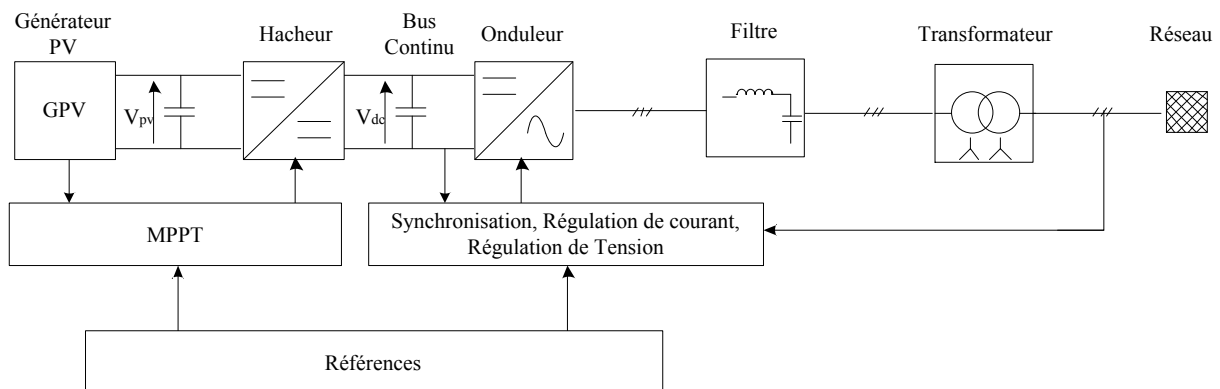 Générateur
PV
Hacheur
Bus
Continu
Onduleur
Filtre
Transformateur
Réseau
GPV
Vpv
Vdc
MPPT
Synchronisation, Régulation de courant,
Régulation de Tension
Références